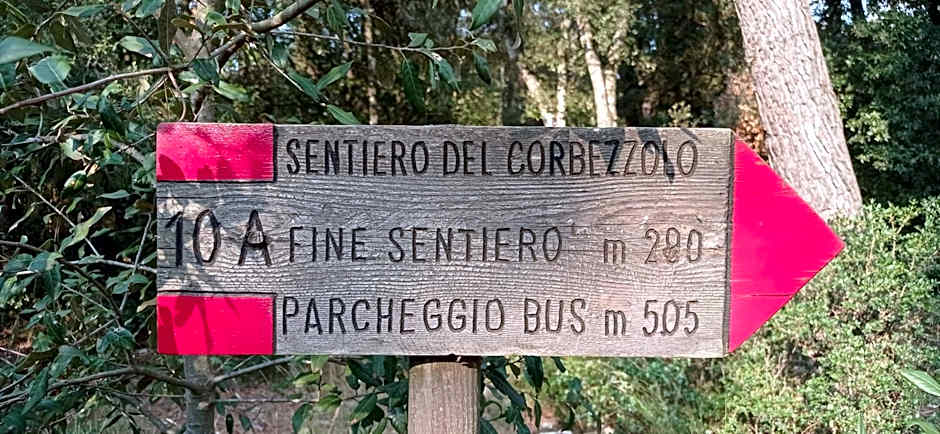 SENTIERO DEL CORBEZZOLO
10 A FINE SENTIERO m 280
PARCHEGGIO BUS m 505